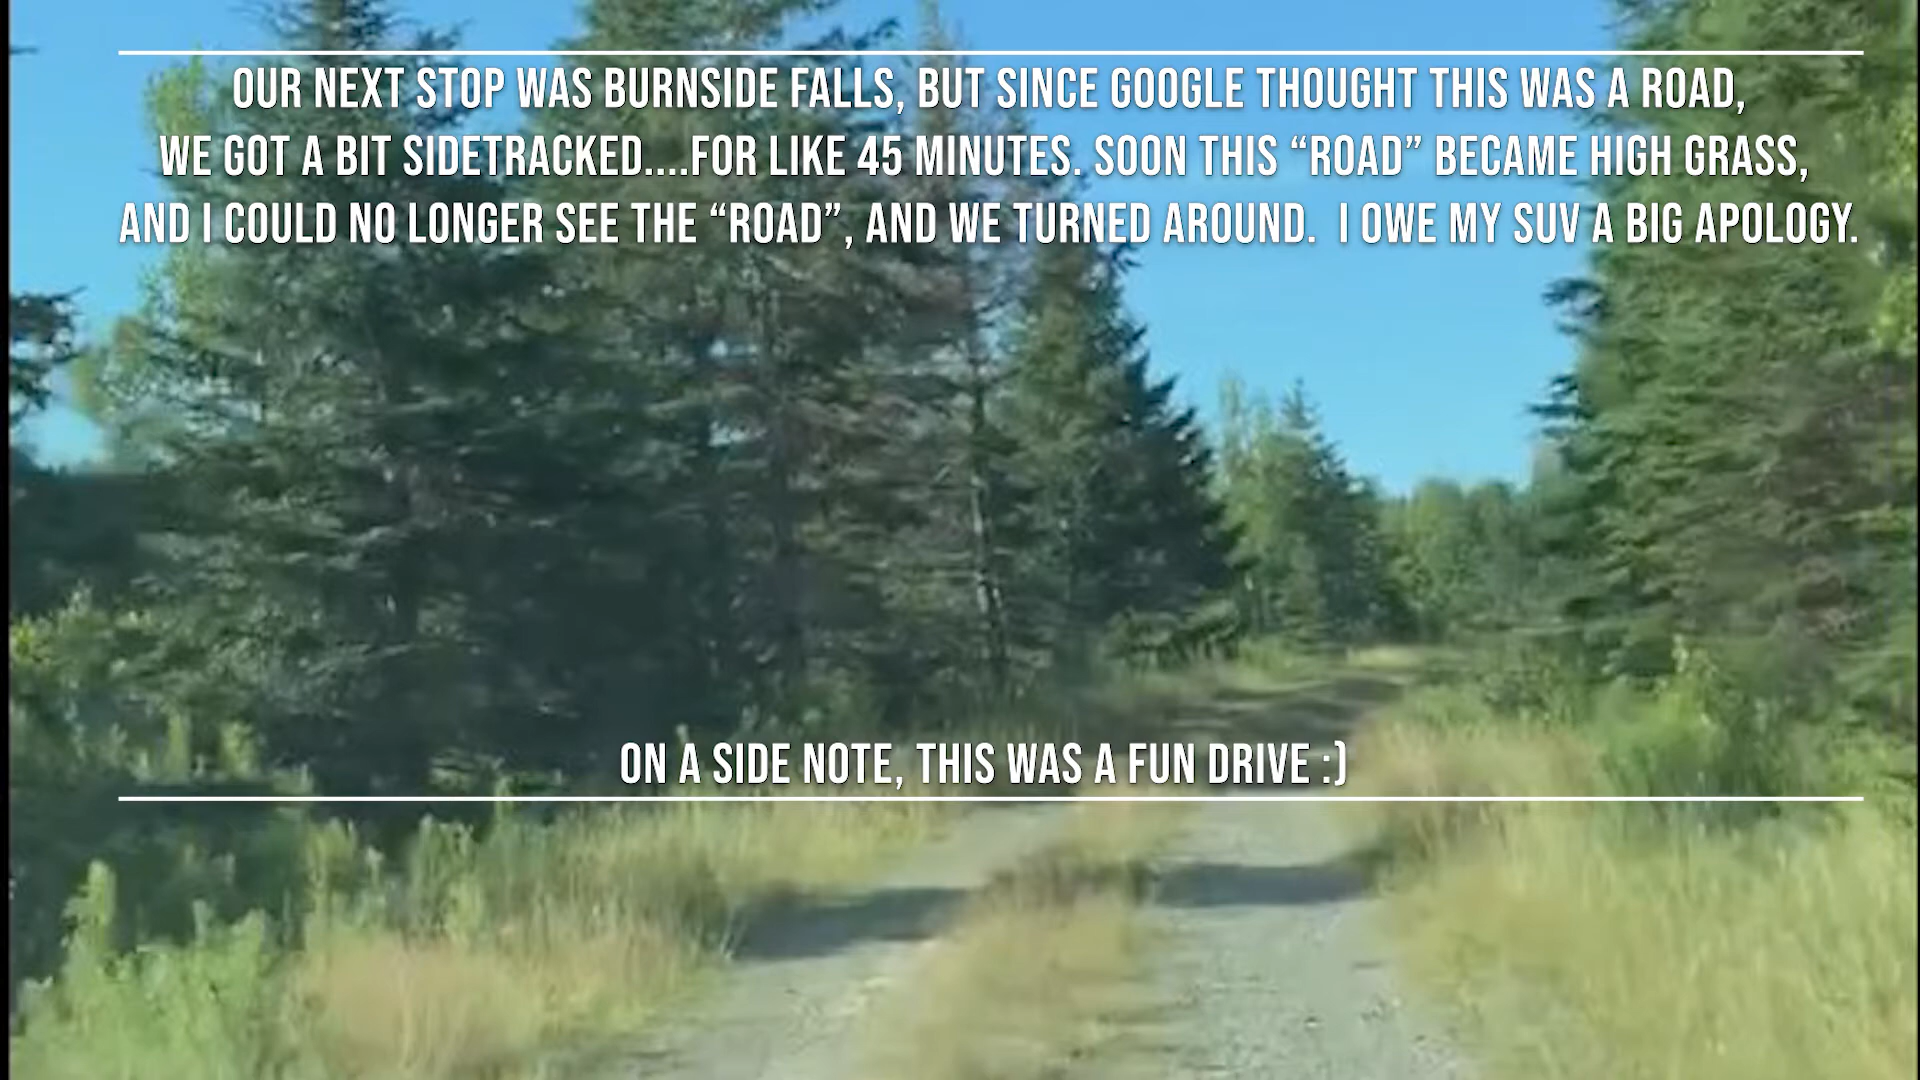 OUR NEXT STOP WAS BURNSIDE FALLS, BUT SINCE GOOGLE THOUGHT THIS WAS A ROAD,
WE GOT A BIT SIDETRACKED....FOR LIKE 45 MINUTES. SOON THIS “ROAD” BECAME HIGH GRASS,
AND I COULD NO LONGER SEE THE “ROAD”, AND WE TURNED AROUND.  I OWE MY SUV A BIG APOLOGY.
ON A SIDE NOTE, THIS WAS A FUN DRIVE :)